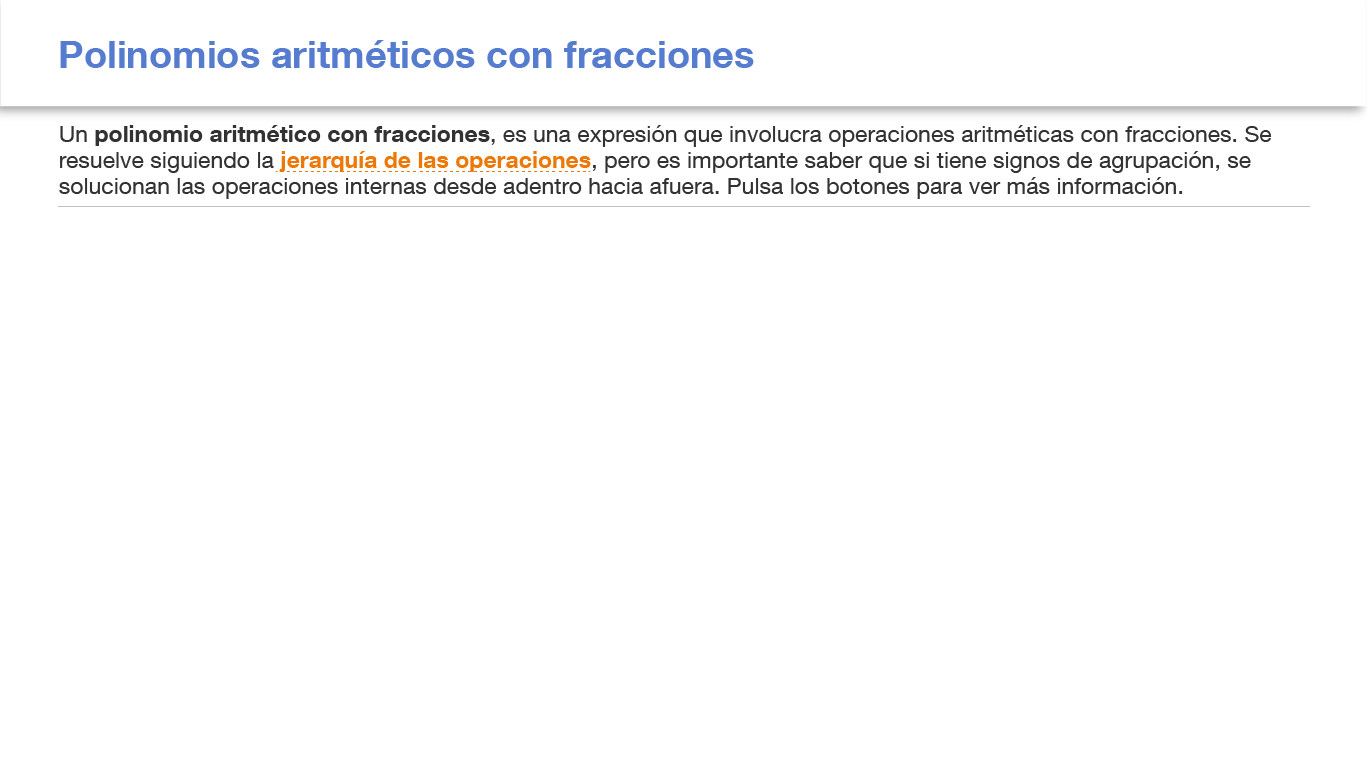 Polinomios aritméticos con fracciones
Un polinomio aritmético con fracciones, es una expresión que involucra operaciones aritméticas con fracciones. Se
resuelve siguiendo la jerarquía de las operaciones, pero es importante saber que si tiene signos de agrupación, se
solucionan las operaciones internas desde adentro hacia afuera. Pulsa los botones para ver más información.